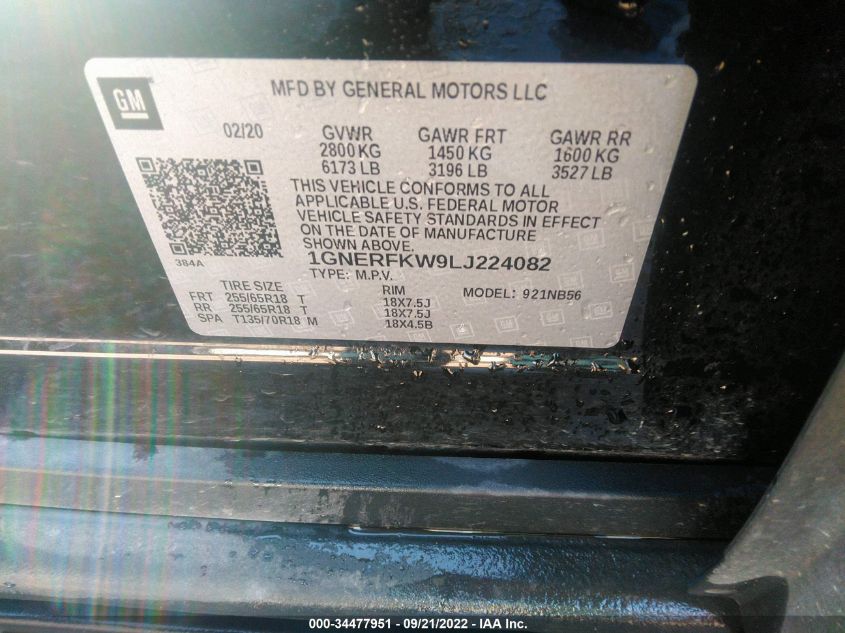 GM
MFD BY GENERAL MOTORS LLC
02/20 GVWR GAWR FRT GAWR RR
2800 KG 1450 KG 1600 KG
6173 LB 3196 LB 3527 LB
THIS VEHICLE CONFORMS TO ALL
APPLICABLE U.S. FEDERAL MOTOR
VEHICLE SAFETY STANDARDS IN EFFECT
ON THE DATE OF MANUFACTURE
SHOWN ABOVE.
384A
1GNERFKW9LJ224082
TYPE: M.P.V.
TIRE SIZE RIM MODEL: 921NB56
FRT 255/65R18 T 18X7.5J
RR 255/65R18 T 18X7.5J
SPA T135/70R18 M 18X4.5B
000-34477951 - 09/21/2022 - IAA Inc.